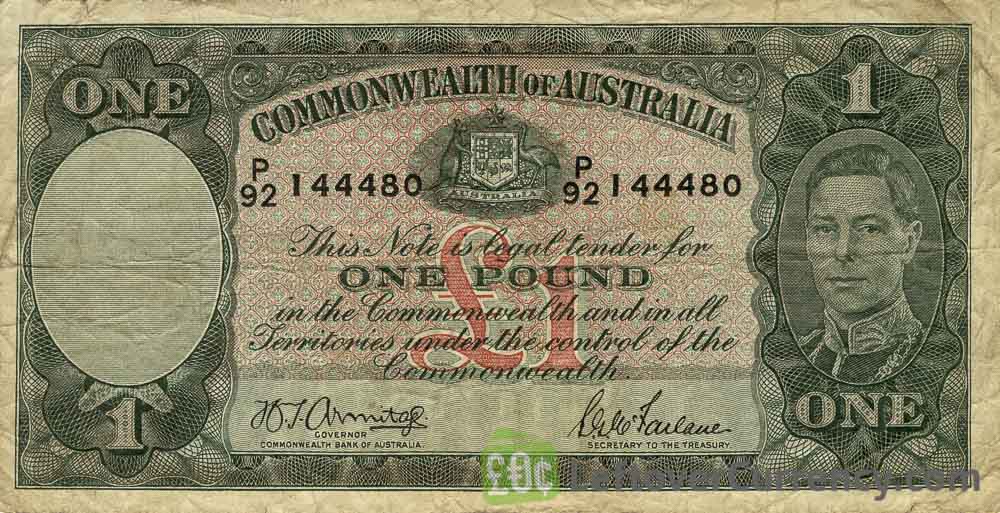 ONE
1
COMMONWEALTH OF AUSTRALIA
AUSTRALIA
P/92 144480
P/92 144480
This Note is legal tender for
ONE POUND
£1
in the Commonwealth and in all
Territories under the control of the
Commonwealth.
H.T. Armitage
GOVERNOR
COMMONWEALTH BANK OF AUSTRALIA.
S.G. McFarlane
SECRETARY TO THE TREASURY.
1
ONE
£D¢ LeftoverCurrency.com